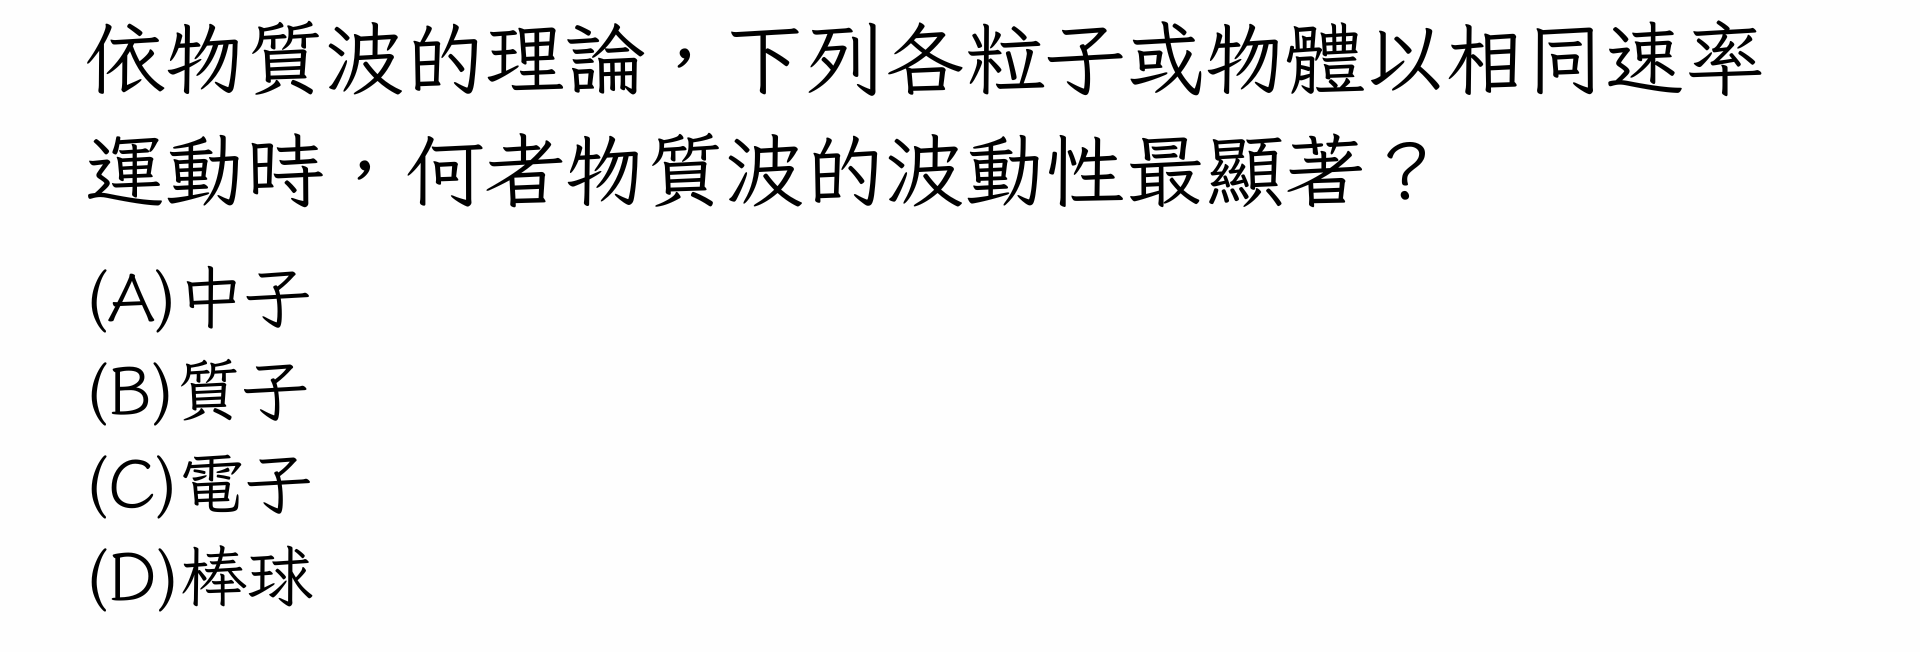 依物質波的理論，下列各粒子或物體以相同速率
運動時，何者物質波的波動性最顯著？
(A)中子
(B)質子
(C)電子
(D)棒球